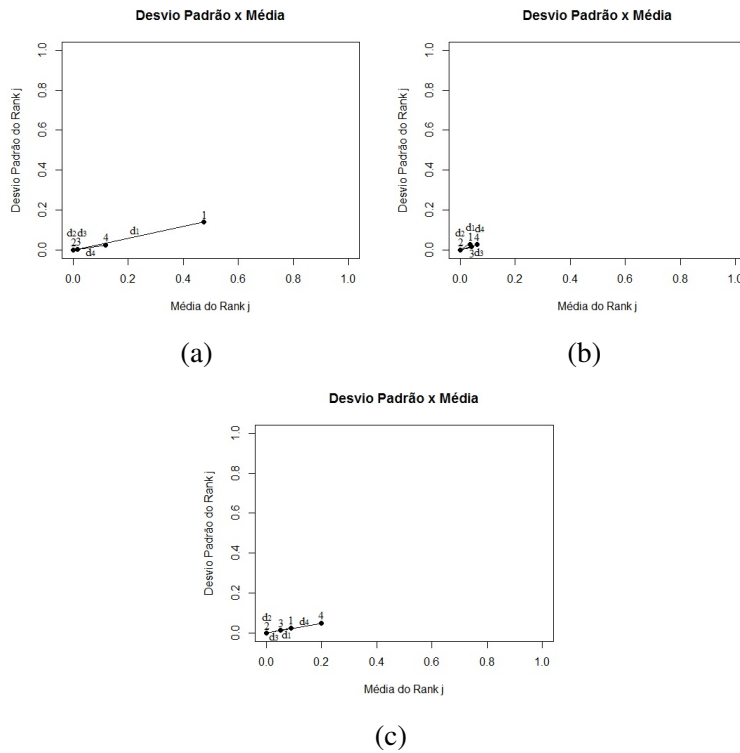 Desvio Padrão x Média
Desvio Padrão do Rank j
0.0 0.2 0.4 0.6 0.8 1.0
d2 d3
2 3
d4
4
d1
1
0.0 0.2 0.4 0.6 0.8 1.0
Média do Rank j
(a)
Desvio Padrão x Média
Desvio Padrão do Rank j
0.0 0.2 0.4 0.6 0.8 1.0
d2
2
d1 d4
1 4
3 d3
0.0 0.2 0.4 0.6 0.8 1.0
Média do Rank j
(b)
Desvio Padrão x Média
Desvio Padrão do Rank j
0.0 0.2 0.4 0.6 0.8 1.0
d2
2 3 1 d4 4
d3 d1
0.0 0.2 0.4 0.6 0.8 1.0
Média do Rank j
(c)